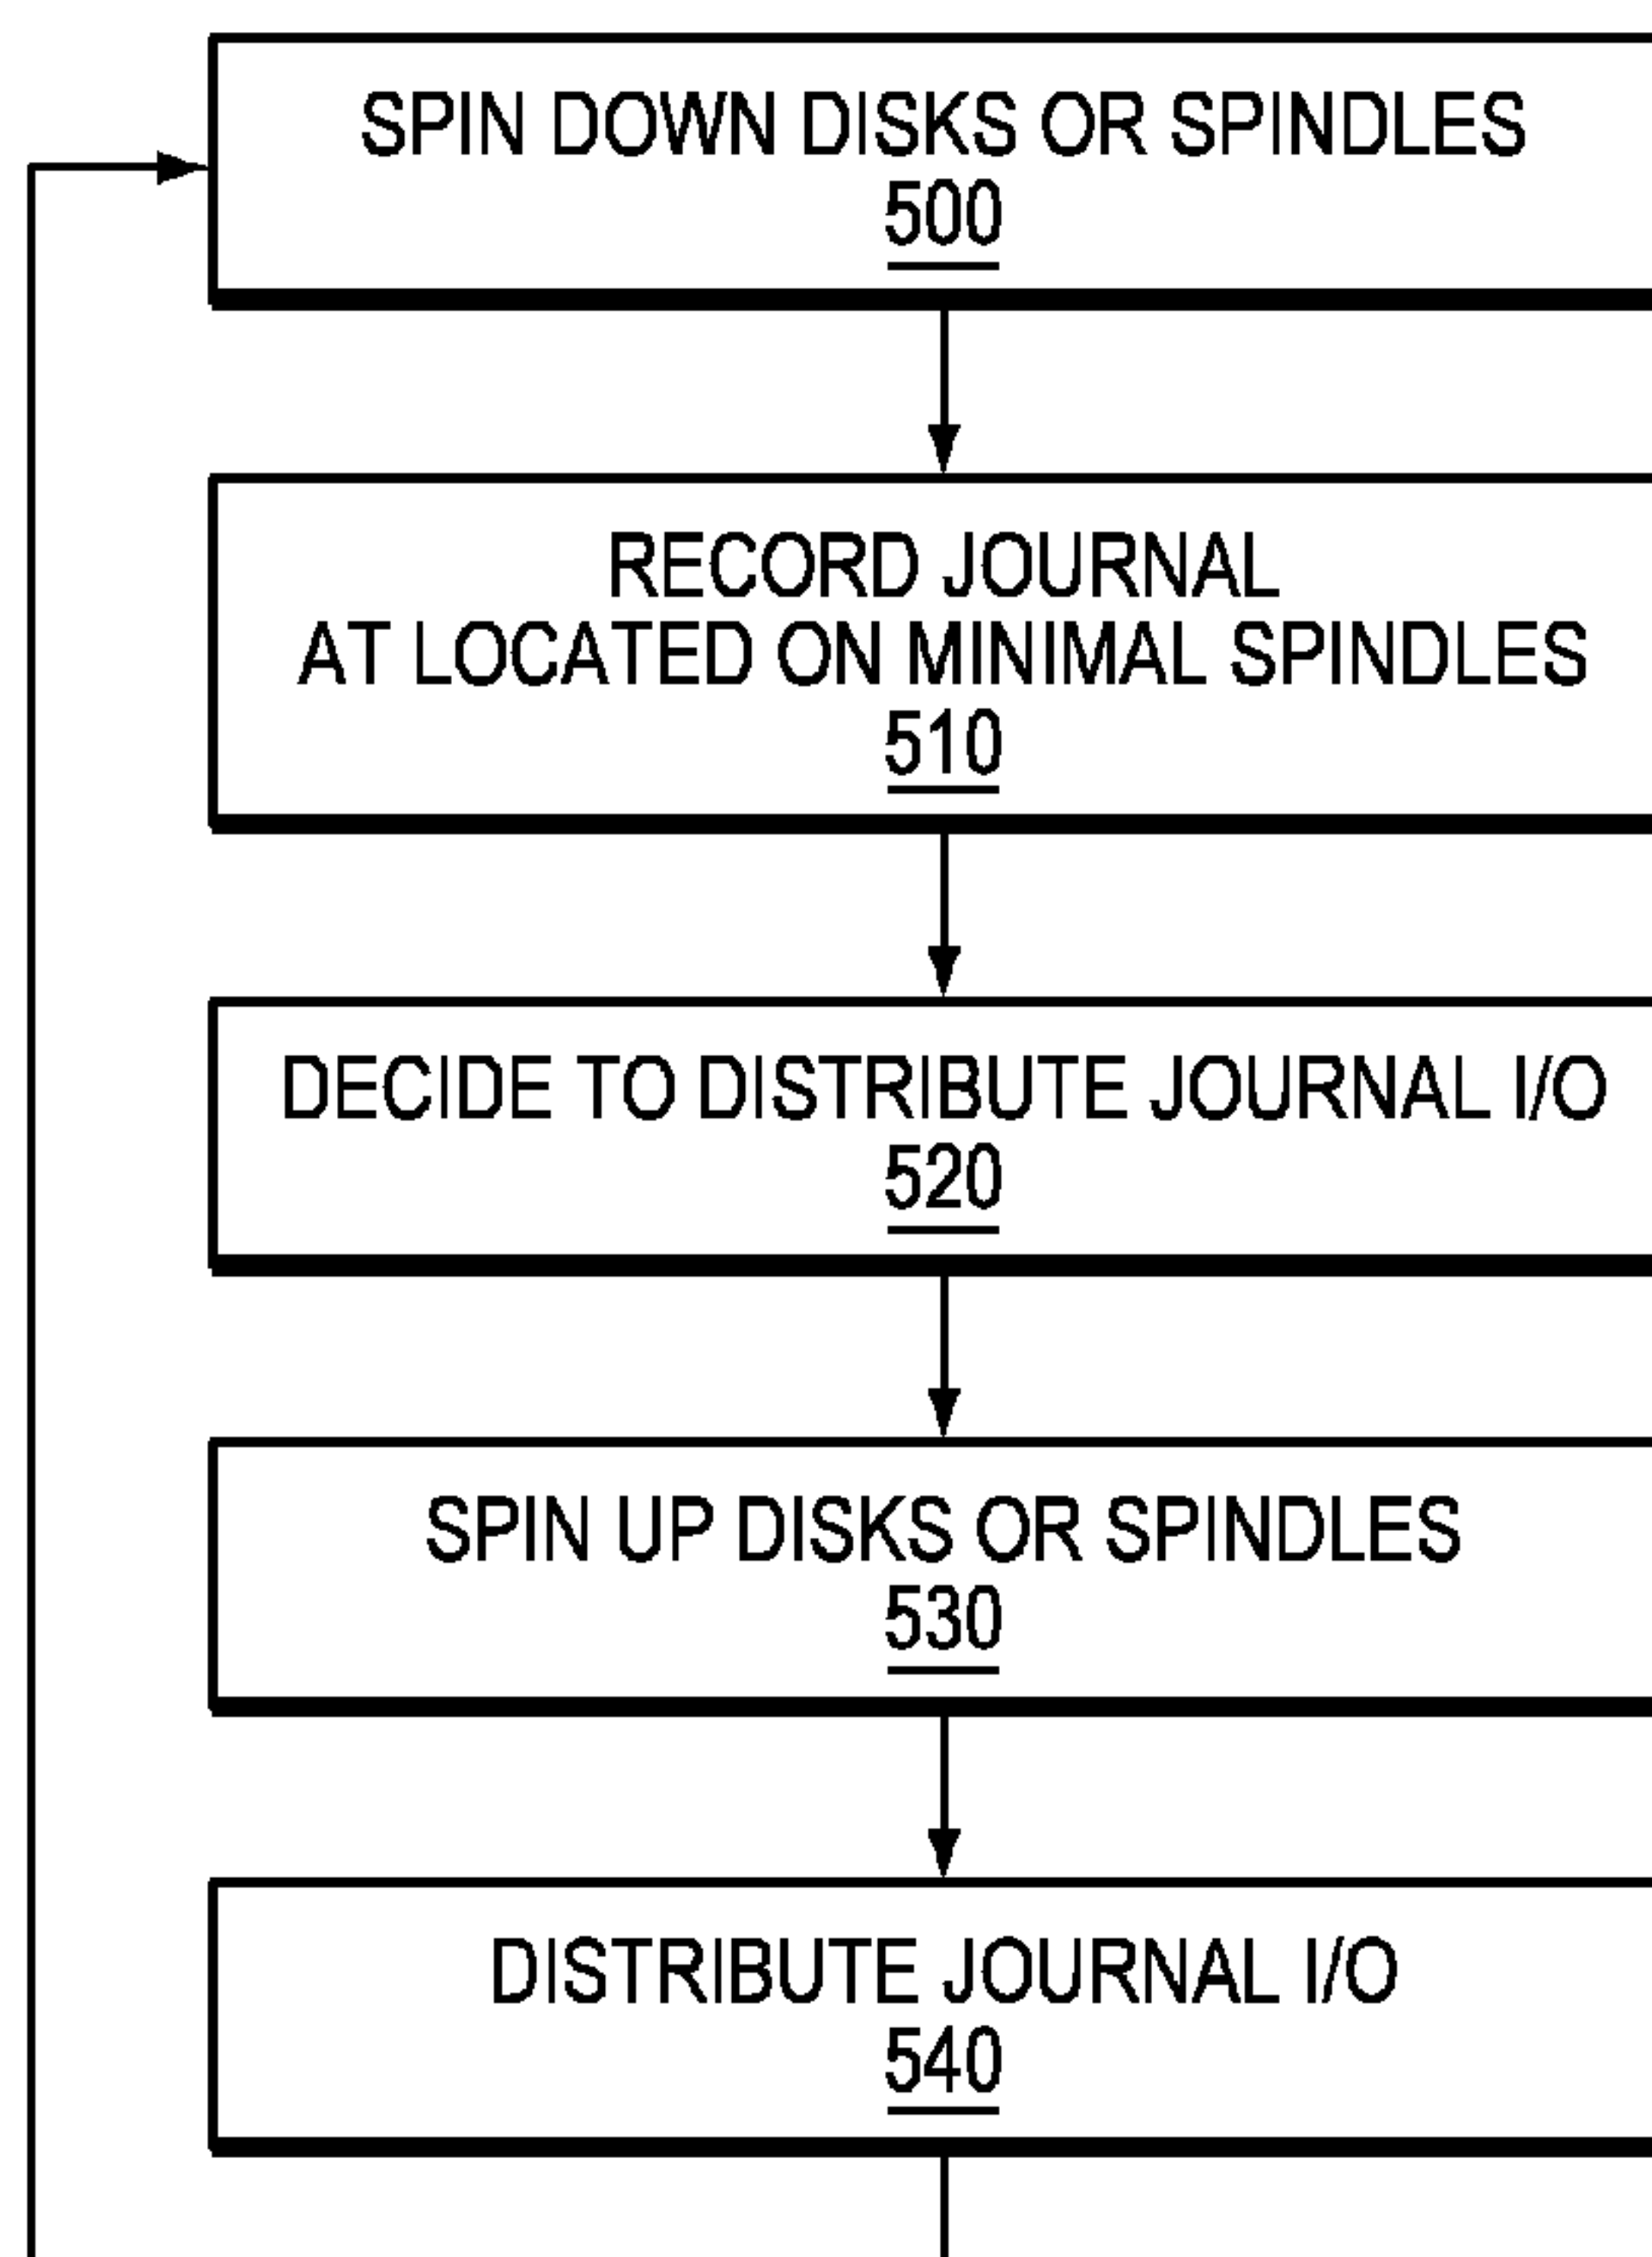 SPIN DOWN DISKS OR SPINDLES
500
RECORD JOURNAL
AT LOCATED ON MINIMAL SPINDLES
510
DECIDE TO DISTRIBUTE JOURNAL I/O
520
SPIN UP DISKS OR SPINDLES
530
DISTRIBUTE JOURNAL I/O
540